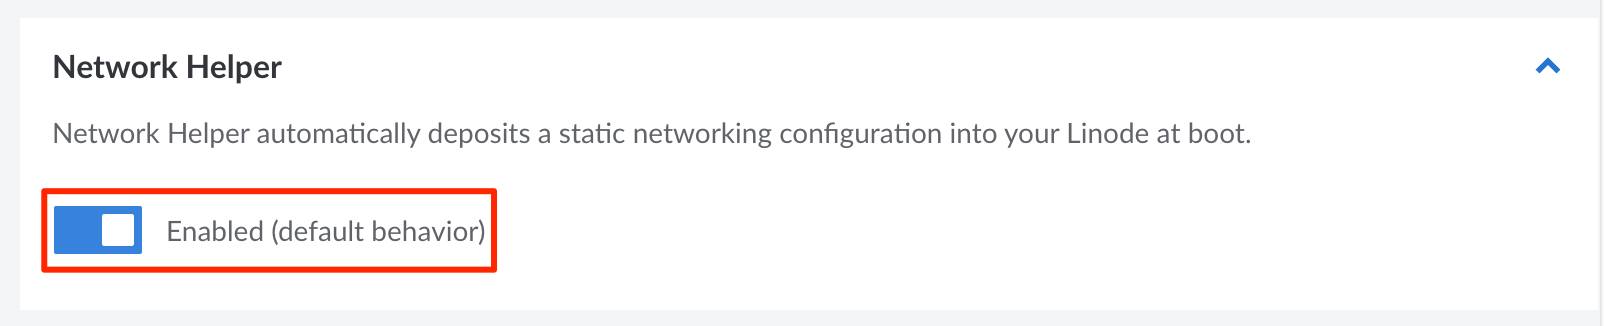 Network Helper
Network Helper automatically deposits a static networking configuration into your Linode at boot.
Enabled (default behavior)